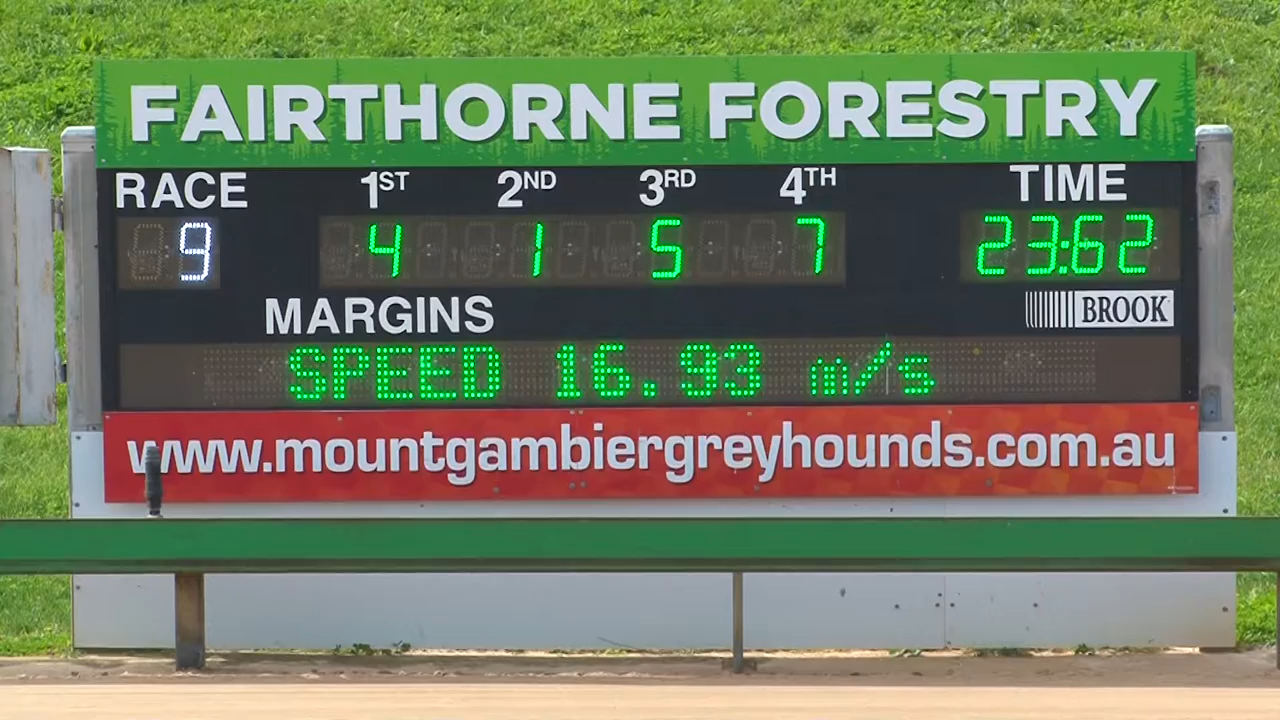 FAIRTHORNE FORESTRY
RACE 1ST 2ND 3RD 4TH TIME
9 4 1 5 7 23:62
MARGINS BROOK
SPEED 16.93 m/s
www.mountgambiergreyhounds.com.au